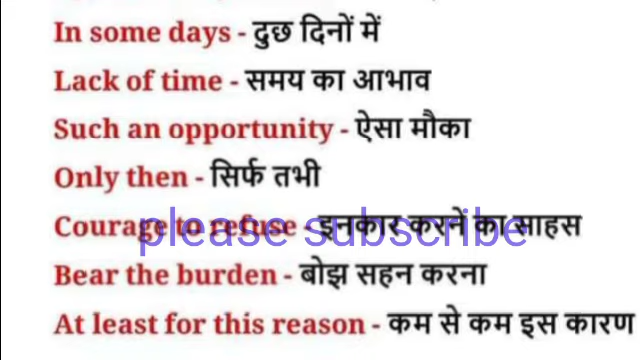 In some days - दुछ दिनों में
Lack of time - समय का आभाव
Such an opportunity - ऐसा मौका
Only then - सिर्फ तभी
Courage to refuse - इनकार करने का साहस
please subscribe
Bear the burden - बोझ सहन करना
At least for this reason - कम से कम इस कारण